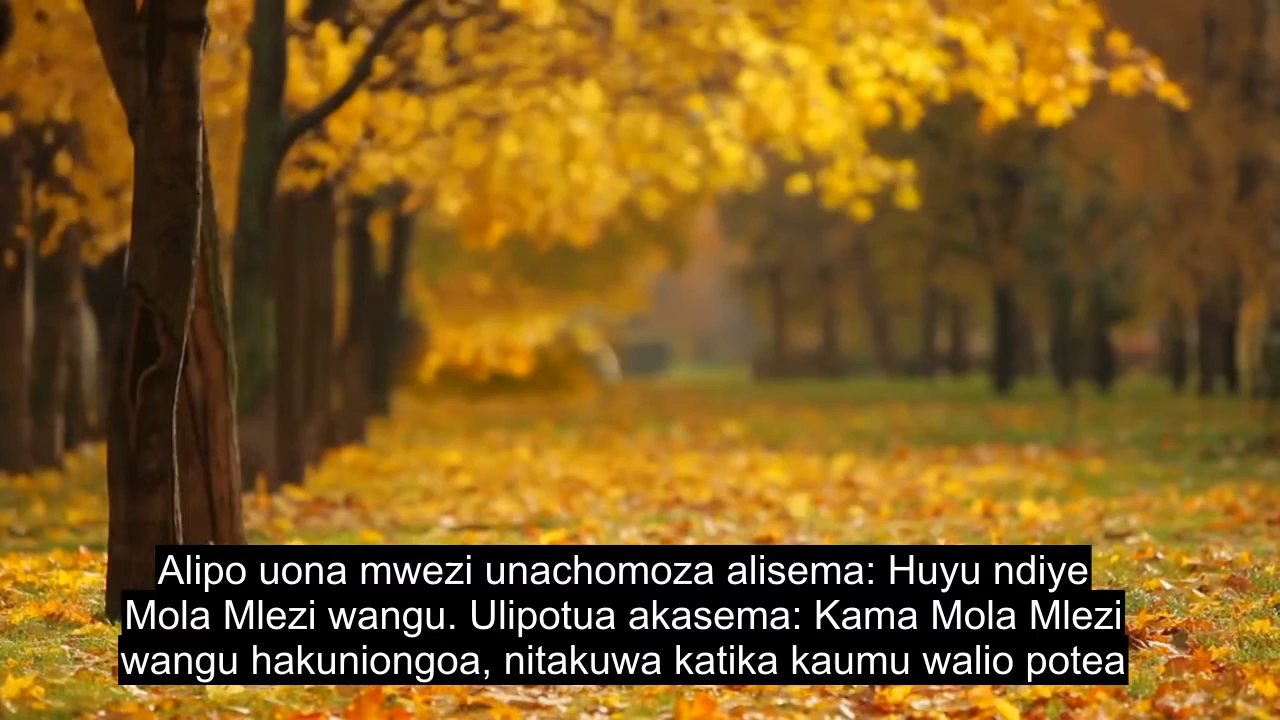 Alipo uona mwezi unachomoza alisema: Huyu ndiye
Mola Mlezi wangu. Ulipotua akasema: Kama Mola Mlezi
wangu hakuniongoa, nitakuwa katika kaumu walio potea